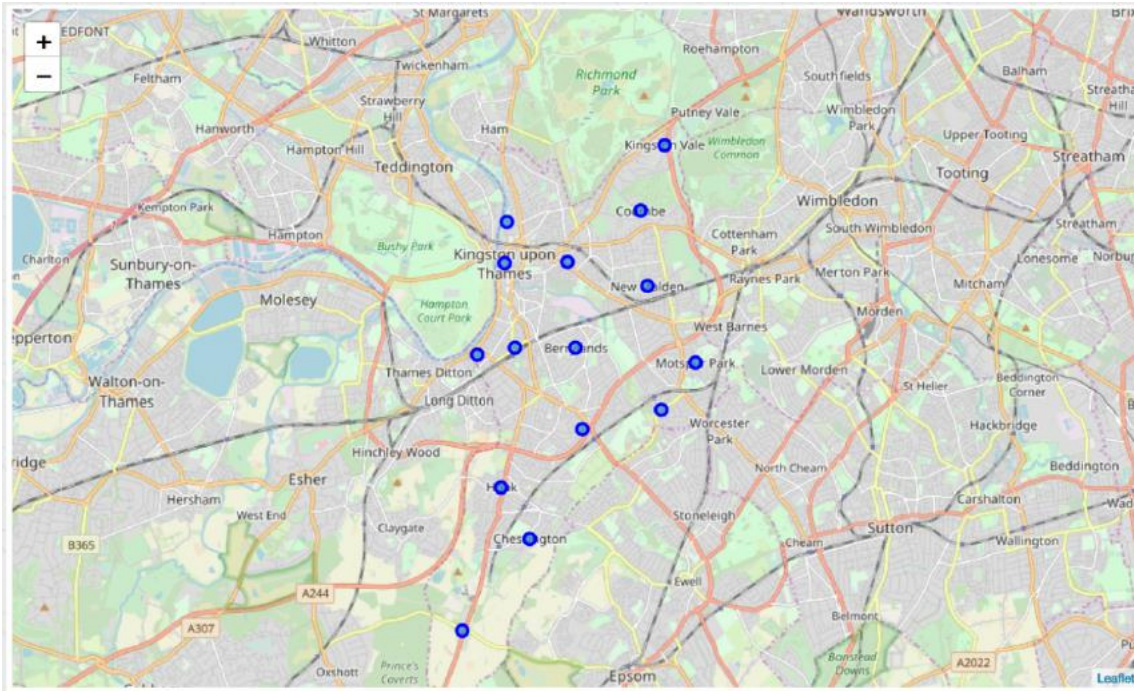 St Margarets
Wandsworth
EDFONT
Whitton
Roehampton
+
−
Feltham
Twickenham
Richmond
Park
Southfields
Balham
Strawberry
Hill
Putney Vale
Wimbledon
Park
Hanworth
Ham
Upper Tooting
Streatham
Hampton Hill
Teddington
Wimbledon
Common
Tooting
Kempton Park
Wimbledon
Hampton
Bushy Park
Kingston upon
Thames
Cottenham
Park
South Wimbledon
Streatham
Charlton
Sunbury-on-
Thames
Raynes Park
Merton Park
Lonesome
Molesey
Hampton
Court Park
Mitcham
Morden
West Barnes
Thames Ditton
Lower Morden
Walton-on-
Thames
Long Ditton
St Helier
Beddington
Corner
Worcester
Park
Hackbridge
Hinchley Wood
North Cheam
Beddington
Hersham
Esher
Carshalton
West End
Claygate
Stoneleigh
Sutton
B365
Cheam
Wallington
A244
Ewell
A307
Belmont
Oxshott
Prince's
Coverts
Epsom
Banstead
Downs
A2022
Leaflet